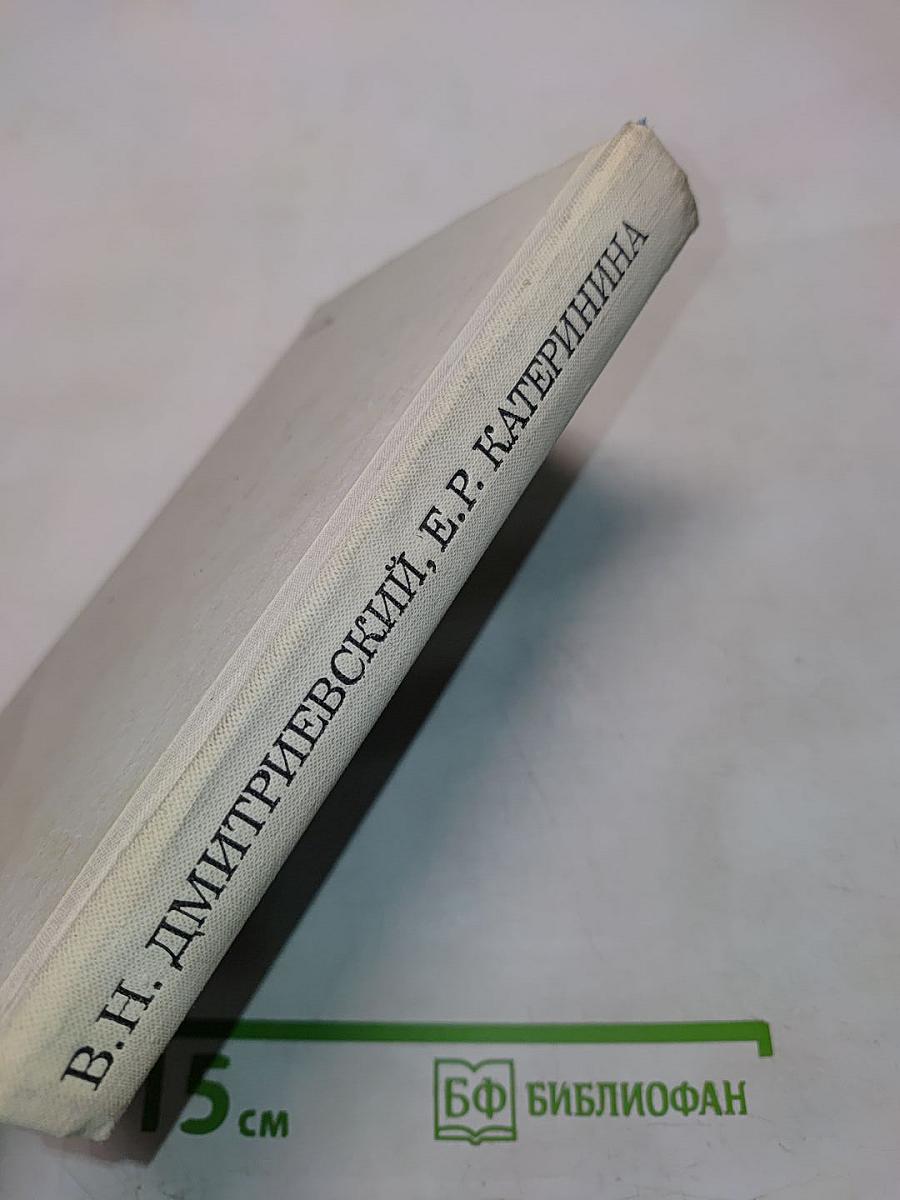 В.Н. ДМИТРИЕВСКИЙ, Е.Р. КАТЕРИНИНА
15 см
БФ БИБЛИОФАН